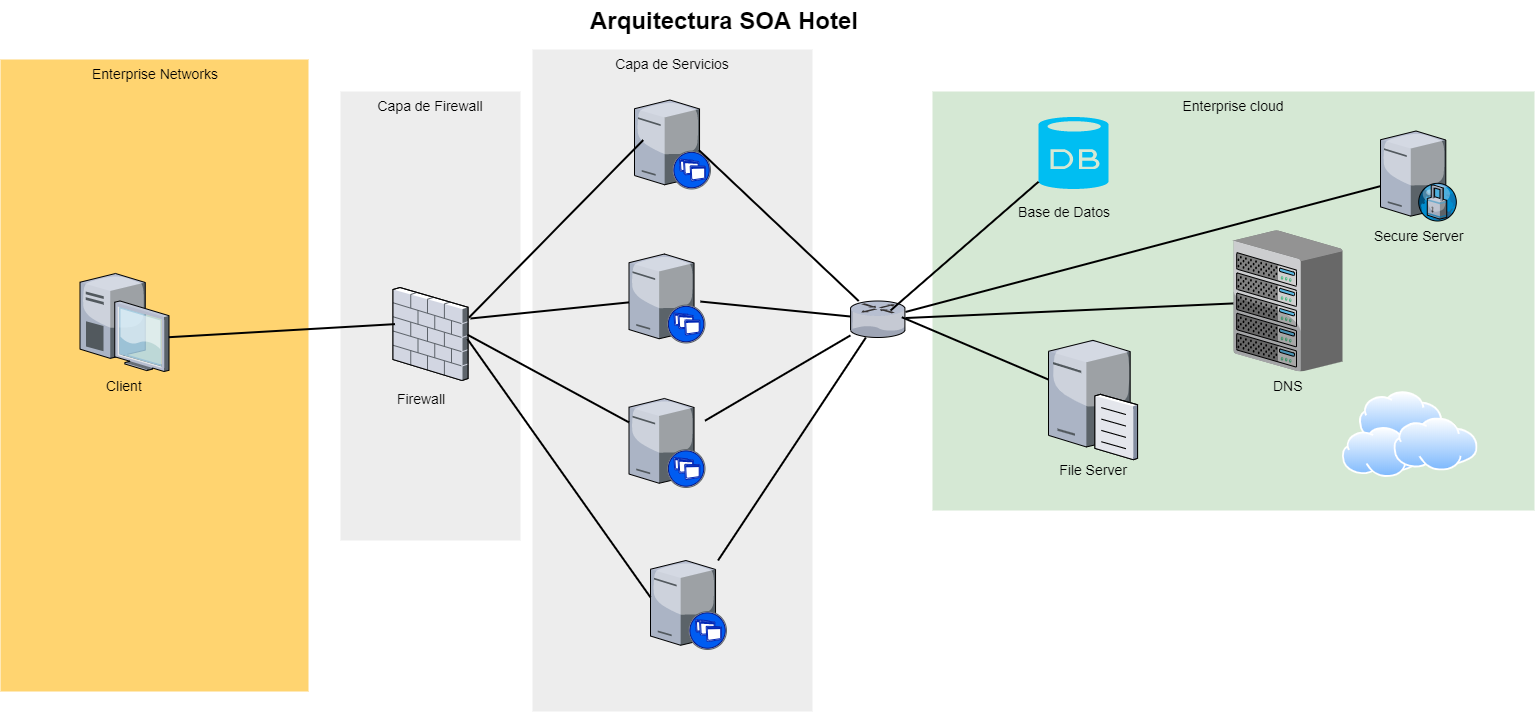 Arquitectura SOA Hotel
Enterprise Networks
Capa de Firewall
Capa de Servicios
Enterprise cloud
DB
Base de Datos
Secure Server
Client
Firewall
DNS
File Server